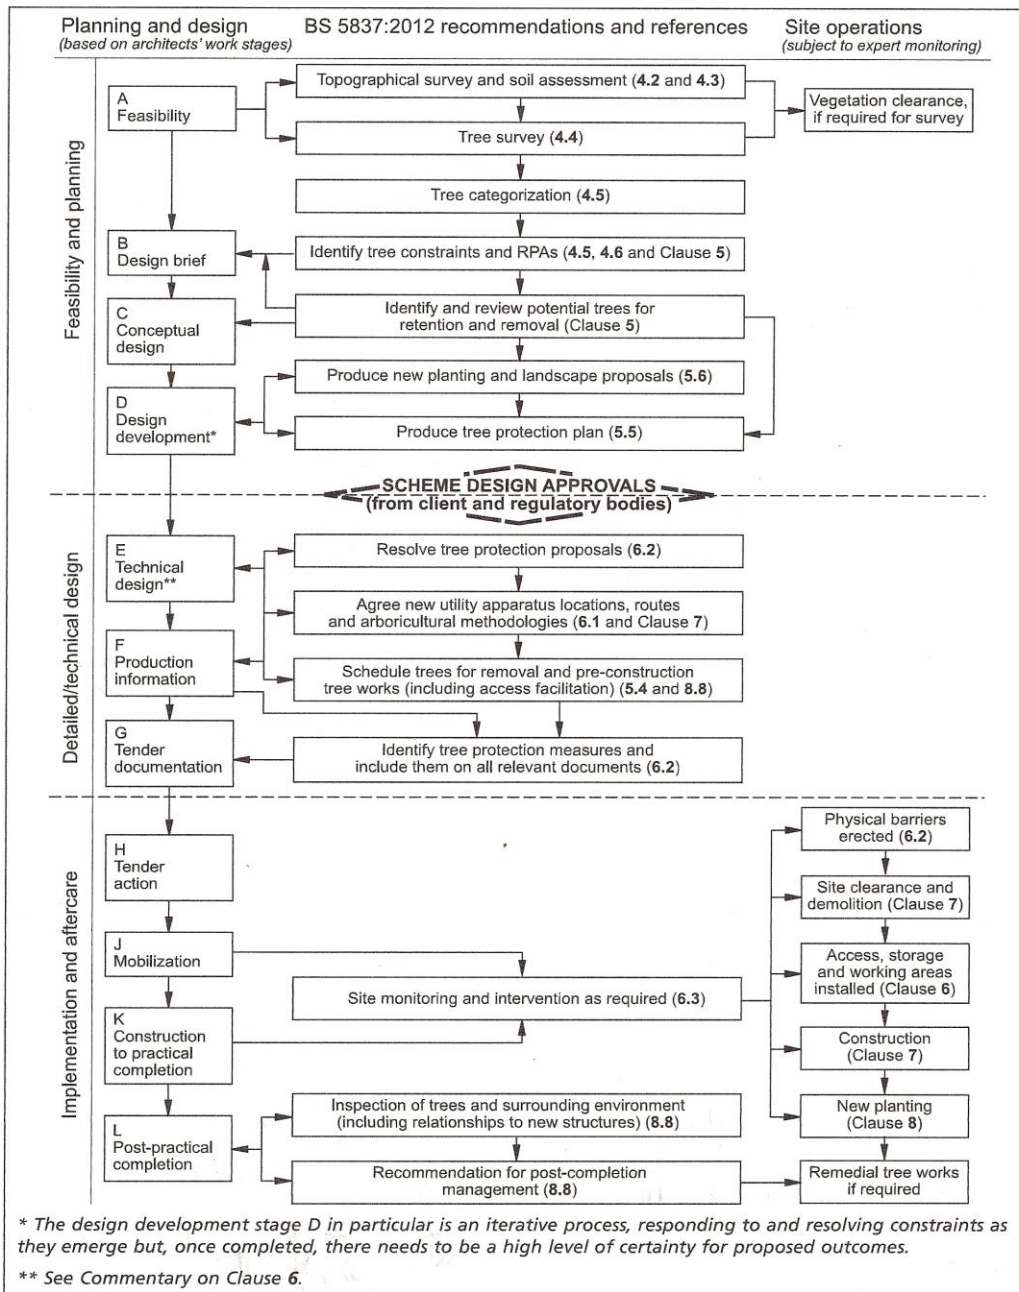 Planning and design
(based on architects' work stages)
BS 5837:2012 recommendations and references
Site operations
(subject to expert monitoring)
Feasibility and planning
A
Feasibility
Topographical survey and soil assessment (4.2 and 4.3)
Vegetation clearance,
if required for survey
Tree survey (4.4)
Tree categorization (4.5)
B
Design brief
Identify tree constraints and RPAs (4.5, 4.6 and Clause 5)
C
Conceptual
design
Identify and review potential trees for
retention and removal (Clause 5)
Produce new planting and landscape proposals (5.6)
D
Design
development*
Produce tree protection plan (5.5)
SCHEME DESIGN APPROVALS
(from client and regulatory bodies)
Detailed/technical design
E
Technical
design**
Resolve tree protection proposals (6.2)
Agree new utility apparatus locations, routes
and arboricultural methodologies (6.1 and Clause 7)
F
Production
information
Schedule trees for removal and pre-construction
tree works (including access facilitation) (5.4 and 8.8)
G
Tender
documentation
Identify tree protection measures and
include them on all relevant documents (6.2)
Implementation and aftercare
H
Tender
action
Physical barriers
erected (6.2)
Site clearance and
demolition (Clause 7)
J
Mobilization
Access, storage
and working areas
installed (Clause 6)
Site monitoring and intervention as required (6.3)
K
Construction
to practical
completion
Construction
(Clause 7)
New planting
(Clause 8)
L
Post-practical
completion
Inspection of trees and surrounding environment
(including relationships to new structures) (8.8)
Recommendation for post-completion
management (8.8)
Remedial tree works
if required
* The design development stage D in particular is an iterative process, responding to and resolving constraints as
they emerge but, once completed, there needs to be a high level of certainty for proposed outcomes.
** See Commentary on Clause 6.